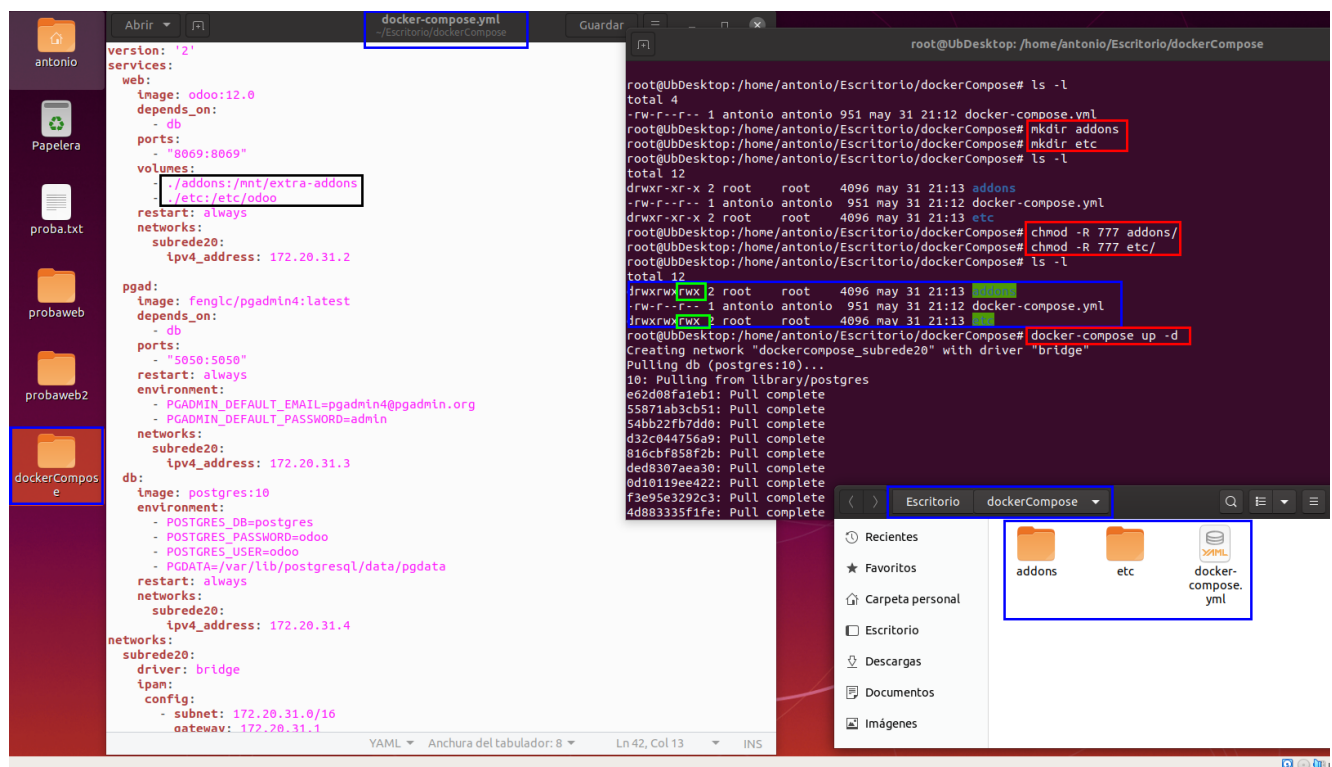 antonio
Papelera
proba.txt
probaweb
probaweb2
dockerCompos
e
Abrir
docker-compose.yml
~/Escritorio/dockerCompose
Guardar
version: '2'
services:
  web:
    image: odoo:12.0
    depends_on:
      - db
    ports:
      - "8069:8069"
    volumes:
      - ./addons:/mnt/extra-addons
      - ./etc:/etc/odoo
    restart: always
    networks:
      subrede20:
        ipv4_address: 172.20.31.2
  pgad:
    image: fenglc/pgadmin4:latest
    depends_on:
      - db
    ports:
      - "5050:5050"
    restart: always
    environment:
      - PGADMIN_DEFAULT_EMAIL=pgadmin4@pgadmin.org
      - PGADMIN_DEFAULT_PASSWORD=admin
    networks:
      subrede20:
        ipv4_address: 172.20.31.3
  db:
    image: postgres:10
    environment:
      - POSTGRES_DB=postgres
      - POSTGRES_PASSWORD=odoo
      - POSTGRES_USER=odoo
      - PGDATA=/var/lib/postgresql/data/pgdata
    restart: always
    networks:
      subrede20:
        ipv4_address: 172.20.31.4
networks:
  subrede20:
    driver: bridge
    ipam:
     config:
       - subnet: 172.20.31.0/16
         gateway: 172.20.31.1
YAML Anchura del tabulador: 8 Ln 42, Col 13 INS
root@UbDesktop: /home/antonio/Escritorio/dockerCompose
root@UbDesktop:/home/antonio/Escritorio/dockerCompose# ls -l
total 4
-rw-r--r-- 1 antonio antonio 951 may 31 21:12 docker-compose.yml
root@UbDesktop:/home/antonio/Escritorio/dockerCompose# mkdir addons
root@UbDesktop:/home/antonio/Escritorio/dockerCompose# mkdir etc
root@UbDesktop:/home/antonio/Escritorio/dockerCompose# ls -l
total 12
drwxr-xr-x 2 root    root    4096 may 31 21:13 addons
-rw-r--r-- 1 antonio antonio  951 may 31 21:12 docker-compose.yml
drwxr-xr-x 2 root    root    4096 may 31 21:13 etc
root@UbDesktop:/home/antonio/Escritorio/dockerCompose# chmod -R 777 addons/
root@UbDesktop:/home/antonio/Escritorio/dockerCompose# chmod -R 777 etc/
root@UbDesktop:/home/antonio/Escritorio/dockerCompose# ls -l
total 12
drwxrwxrwx 2 root    root    4096 may 31 21:13 addons
-rw-r--r-- 1 antonio antonio  951 may 31 21:12 docker-compose.yml
drwxrwxrwx 2 root    root    4096 may 31 21:13 etc
root@UbDesktop:/home/antonio/Escritorio/dockerCompose# docker-compose up -d
Creating network "dockercompose_subrede20" with driver "bridge"
Pulling db (postgres:10)...
10: Pulling from library/postgres
e62d08fa1eb1: Pull complete
55871ab3cb51: Pull complete
54bb22fb7dd0: Pull complete
d32c044756a9: Pull complete
816cbf858f2b: Pull complete
ded8307aea30: Pull complete
0d10119ee422: Pull complete
f3e95e3292c3: Pull complete
4d883335f1fe: Pull complete
Escritorio dockerCompose
Recientes
Favoritos
Carpeta personal
Escritorio
Descargas
Documentos
Imágenes
addons
etc
YAML
docker-
compose.
yml